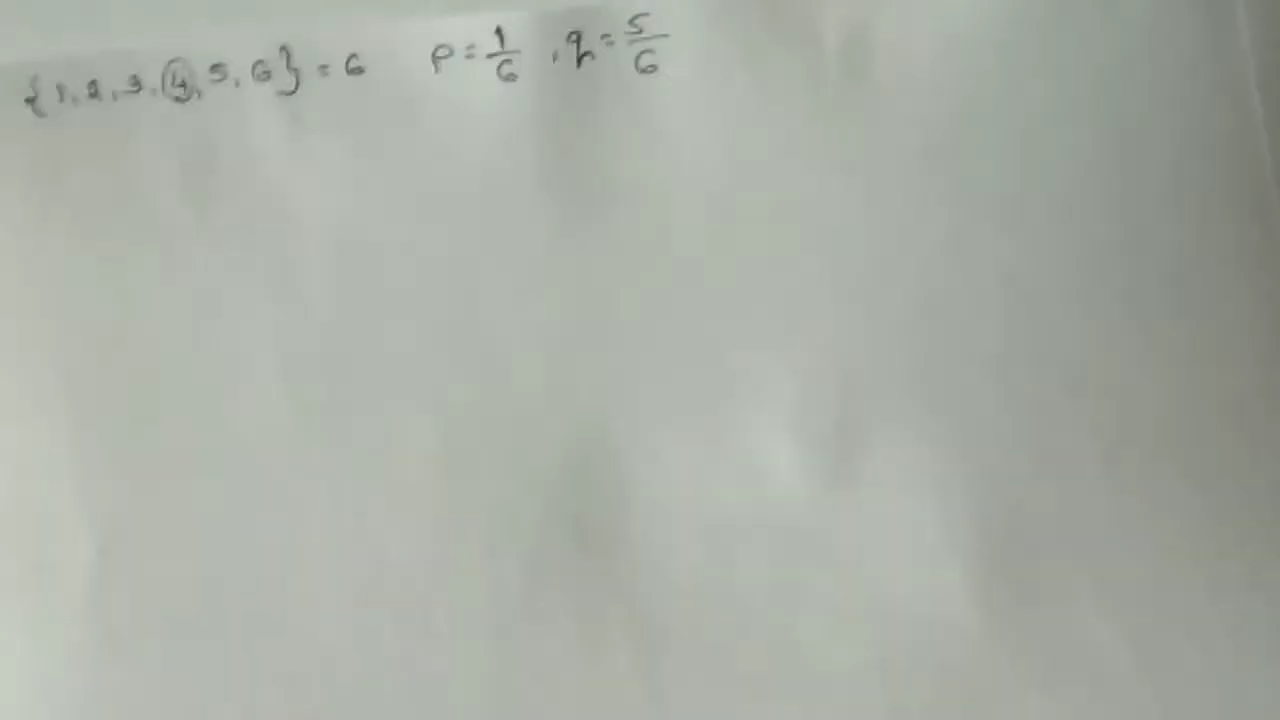 {1, 2, 3, 4, 5, 6} = 6 p = 1/6 , q = 5/6